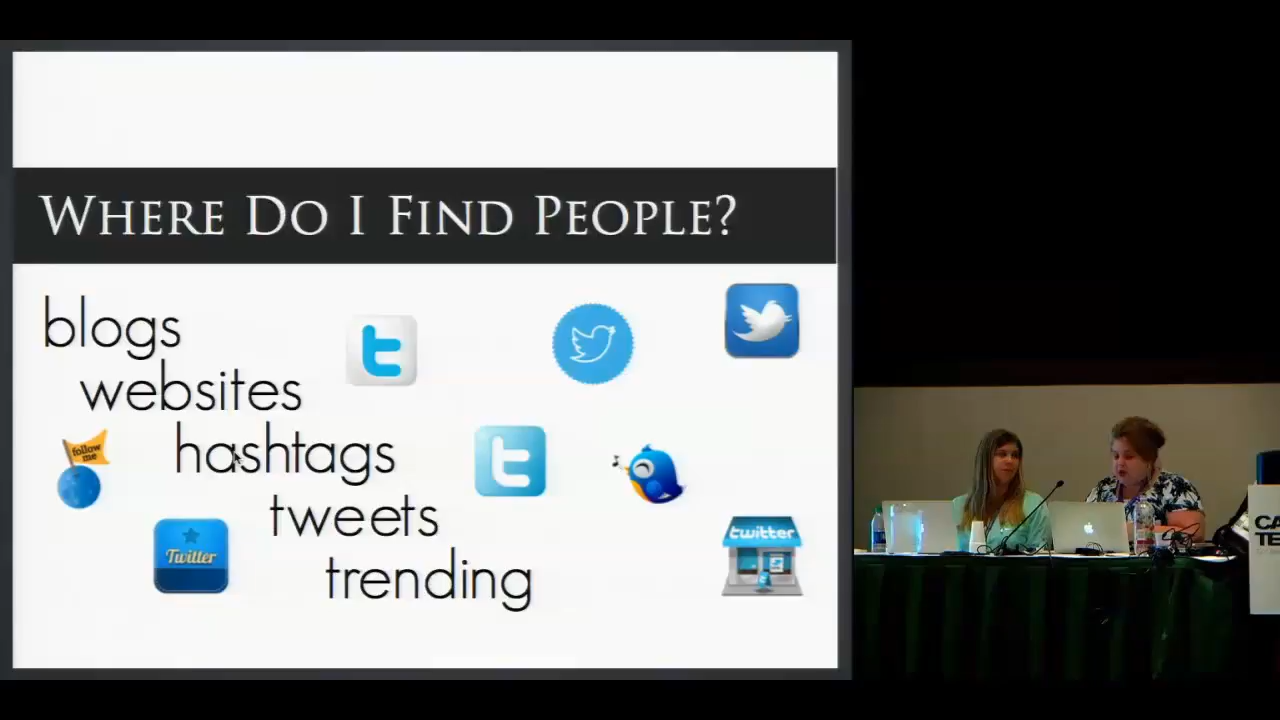 WHERE DO I FIND PEOPLE?
blogs
websites
hashtags
tweets
trending
follow me
Twitter
twitter